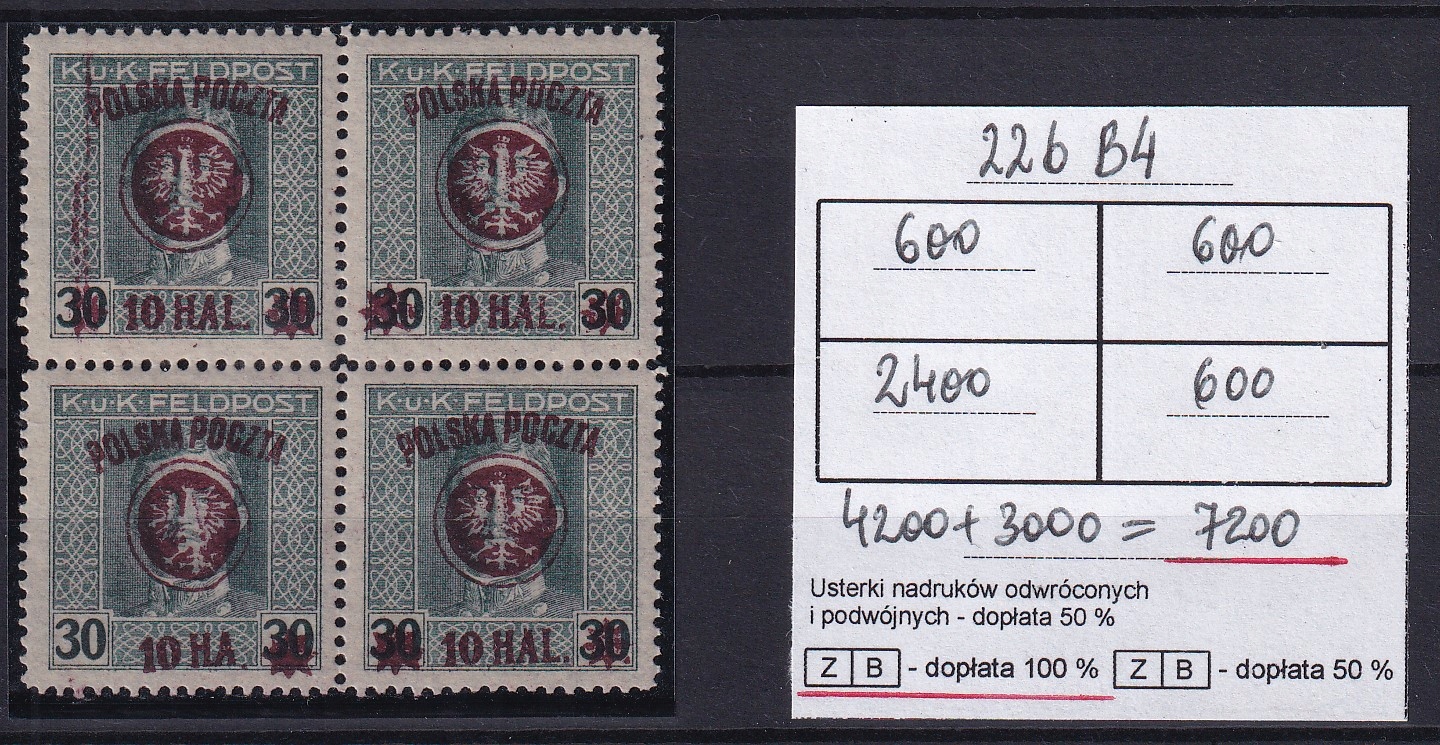 K.u.K. FELDPOST K.u.K. FELDPOST
POLSKA POCZTA POLSKA POCZTA
30 10 HAL. 30 30 10 HAL. 30
K.u.K. FELDPOST K.u.K. FELDPOST
POLSKA POCZTA POLSKA POCZTA
30 10 HA 30 30 10 HAL. 30
226 B4
600 600
2400 600
4200 + 3000 = 7200
Usterki nadruków odwróconych
i podwójnych - dopłata 50 %
Z B - dopłata 100 % Z B - dopłata 50 %